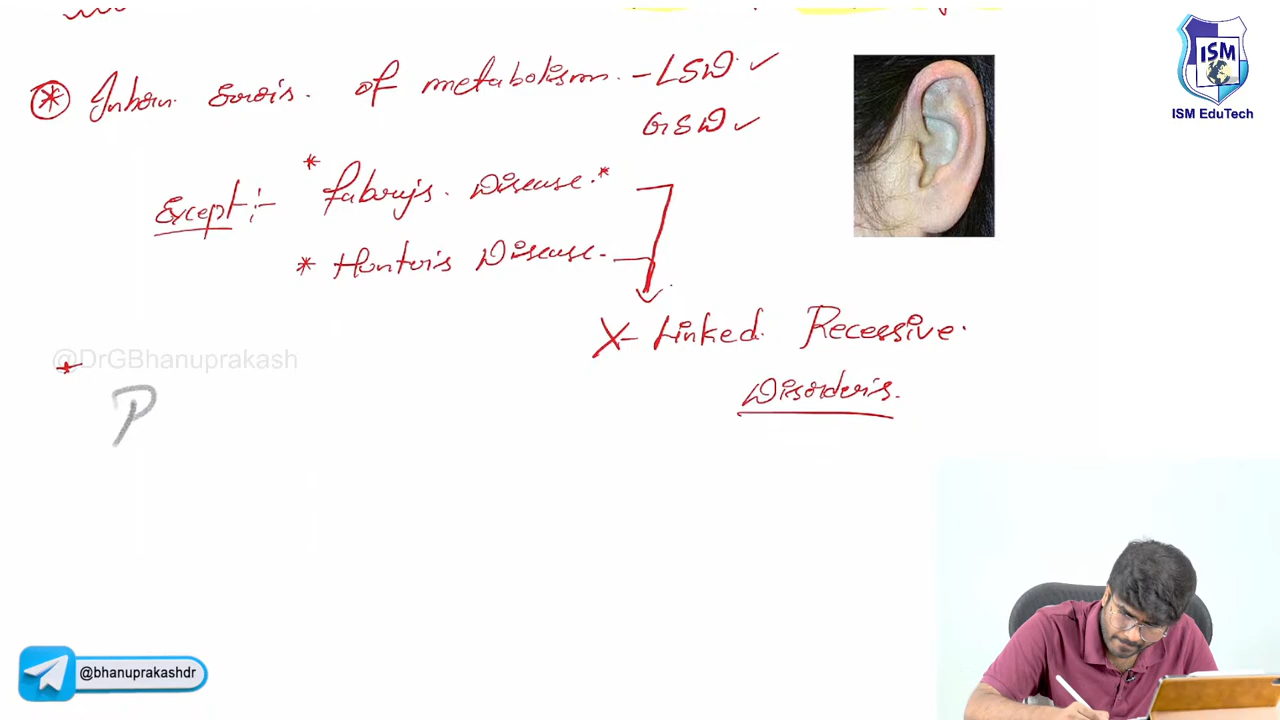 * Inborn Errors of metabolism - LSD ✓
GSD ✓
Except :- * Fabry's Disease. *
* Hunter's Disease.
X-Linked Recessive.
Disorders.
@DrGBhanuprakash
*
P
ISM
ISM EduTech
@bhanuprakashdr